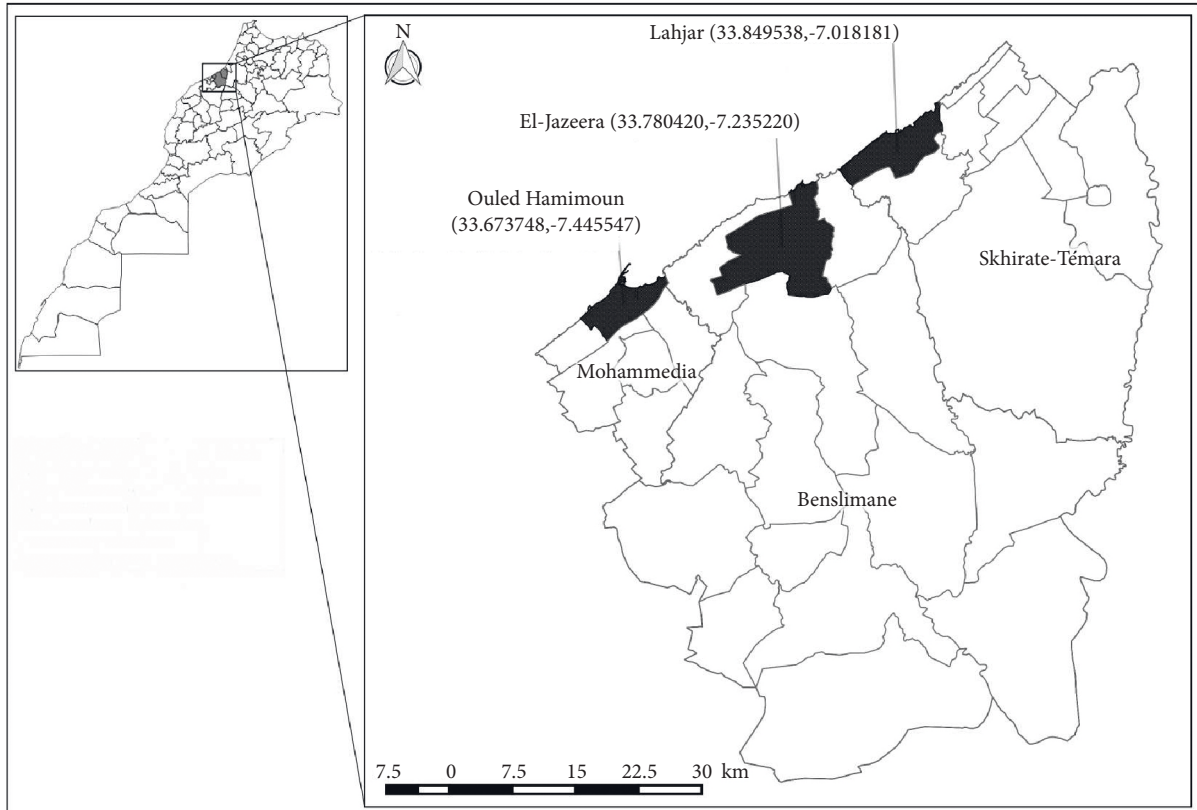 N
Lahjar (33.849538,-7.018181)
El-Jazeera (33.780420,-7.235220)
Ouled Hamimoun
(33.673748,-7.445547)
Skhirate-Témara
Mohammedia
Benslimane
7.5 0 7.5 15 22.5 30 km